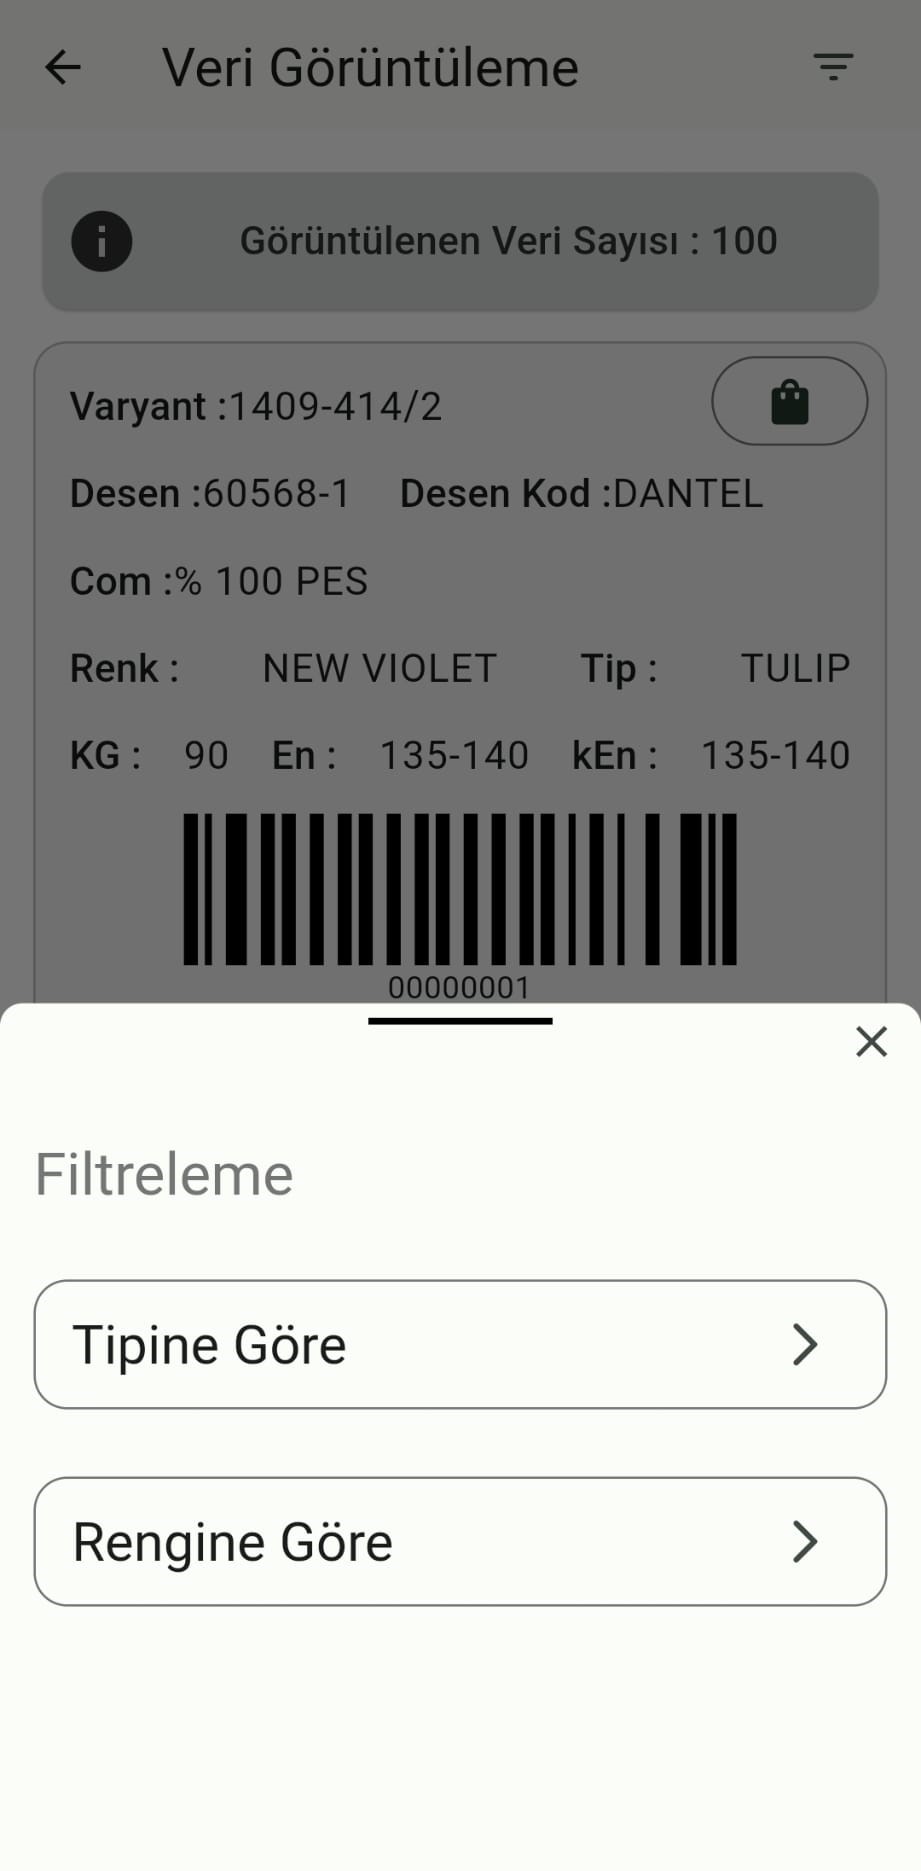 Veri Görüntüleme
Görüntülenen Veri Sayısı : 100
Varyant :1409-414/2
Desen :60568-1 Desen Kod :DANTEL
Com :% 100 PES
Renk : NEW VIOLET Tip : TULIP
KG : 90 En : 135-140 kEn : 135-140
00000001
Filtreleme
Tipine Göre
Rengine Göre